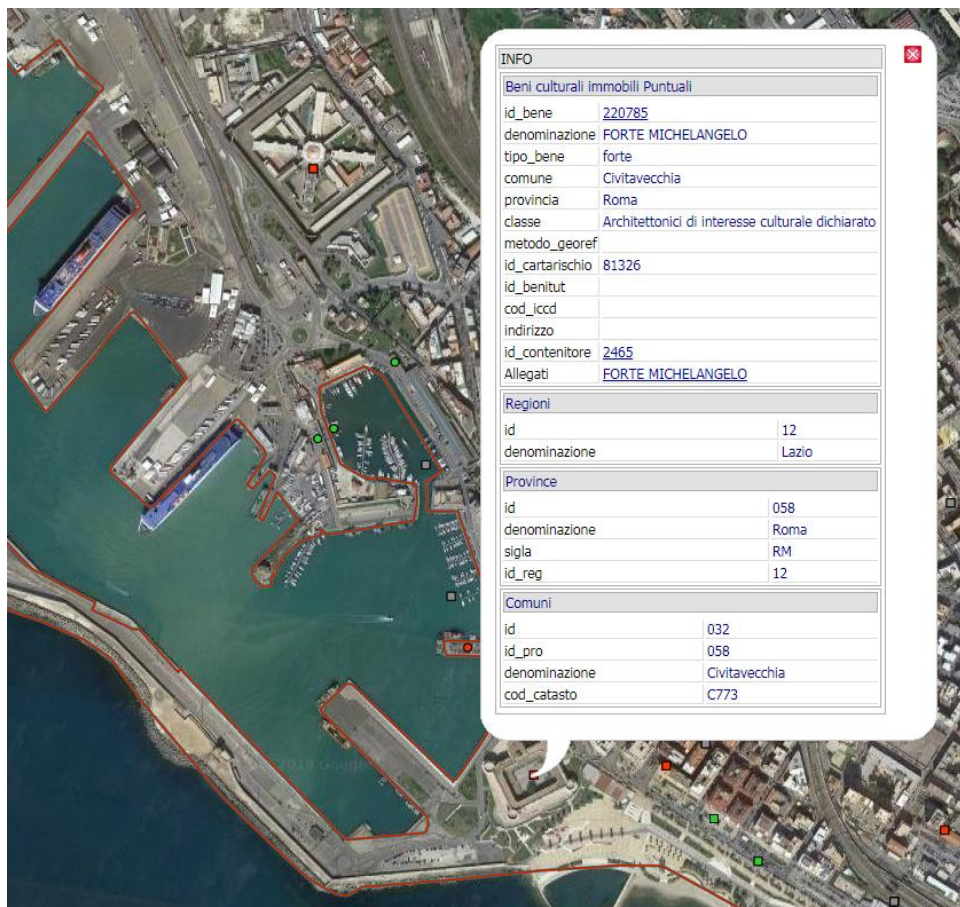 INFO
Beni culturali immobili Puntuali
id_bene 220785
denominazione FORTE MICHELANGELO
tipo_bene forte
comune Civitavecchia
provincia Roma
classe Architettonici di interesse culturale dichiarato
metodo_georef
id_cartarischio 81326
id_benitut
cod_iccd
indirizzo
id_contenitore 2465
Allegati FORTE MICHELANGELO
Regioni
id 12
denominazione Lazio
Province
id 058
denominazione Roma
sigla RM
id_reg 12
Comuni
id 032
id_pro 058
denominazione Civitavecchia
cod_catasto C773
2019 Google